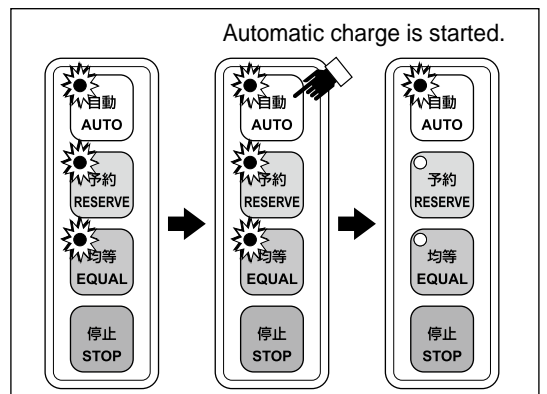 Automatic charge is started.
自動
AUTO
予約
RESERVE
均等
EQUAL
停止
STOP
自動
AUTO
予約
RESERVE
均等
EQUAL
停止
STOP
自動
AUTO
予約
RESERVE
均等
EQUAL
停止
STOP